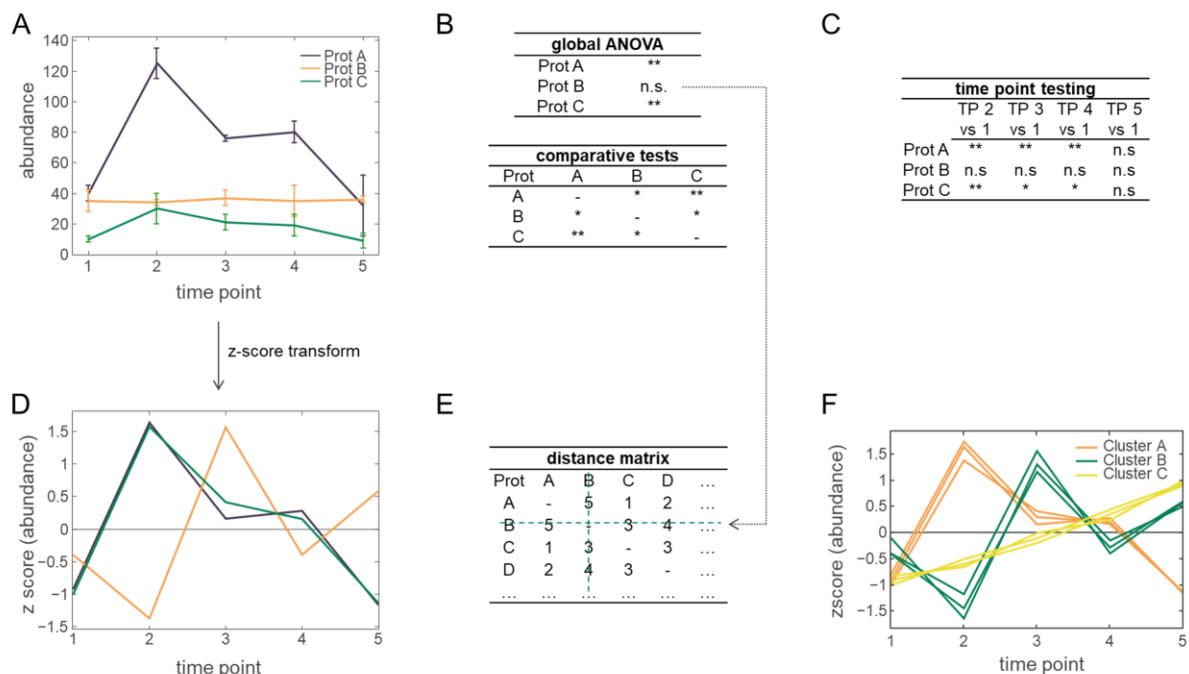 A
abundance
140
120
100
80
60
40
20
0
Prot A
Prot B
Prot C
1 2 3 4 5
time point
z-score transform
B
global ANOVA
Prot A **
Prot B n.s.
Prot C **
comparative tests
Prot A B C
A - * **
B * - *
C ** * -
C
time point testing
TP 2 TP 3 TP 4 TP 5
vs 1 vs 1 vs 1 vs 1
Prot A ** ** ** n.s
Prot B n.s n.s n.s n.s
Prot C ** * * n.s
D
z score (abundance)
1.5
1
0.5
0
−0.5
−1
−1.5
1 2 3 4 5
time point
E
distance matrix
Prot A B C D ...
A - 5 1 2 ...
B 5 - 3 4 ...
C 1 3 - 3 ...
D 2 4 3 - ...
... ... ... ... ... ...
F
zscore (abundance)
1.5
1
0.5
0
−0.5
−1
−1.5
Cluster A
Cluster B
Cluster C
1 2 3 4 5
time point